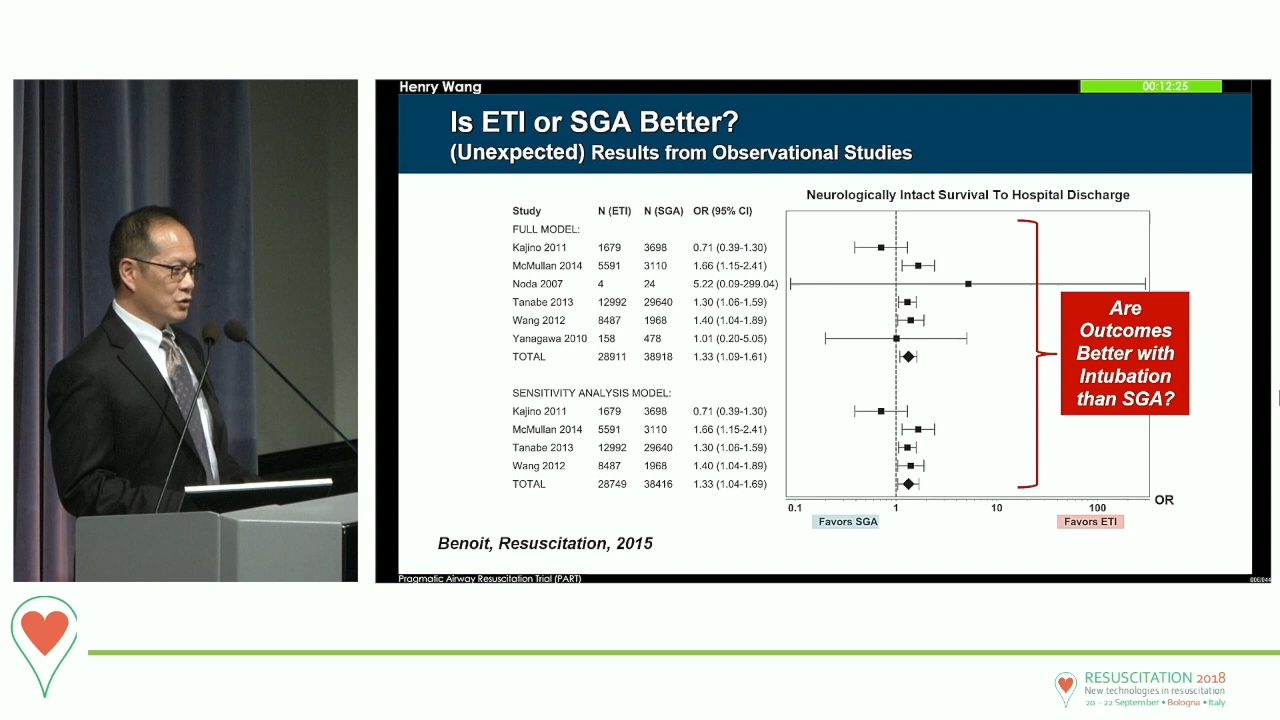 Henry Wang
00:12:25
Is ETI or SGA Better?
(Unexpected) Results from Observational Studies
Neurologically Intact Survival To Hospital Discharge
Study N (ETI) N (SGA) OR (95% CI)
FULL MODEL:
Kajino 2011 1679 3698 0.71 (0.39-1.30)
McMullan 2014 5591 3110 1.66 (1.15-2.41)
Noda 2007 4 24 5.22 (0.09-299.04)
Tanabe 2013 12992 29640 1.30 (1.06-1.59)
Wang 2012 8487 1968 1.40 (1.04-1.89)
Yanagawa 2010 158 478 1.01 (0.20-5.05)
TOTAL 28911 38918 1.33 (1.09-1.61)
SENSITIVITY ANALYSIS MODEL:
Kajino 2011 1679 3698 0.71 (0.39-1.30)
McMullan 2014 5591 3110 1.66 (1.15-2.41)
Tanabe 2013 12992 29640 1.30 (1.06-1.59)
Wang 2012 8487 1968 1.40 (1.04-1.89)
TOTAL 28749 38416 1.33 (1.04-1.69)
Are
Outcomes
Better with
Intubation
than SGA?
0.1 1 10 100 OR
Favors SGA Favors ETI
Benoit, Resuscitation, 2015
Pragmatic Airway Resuscitation Trial (PART)
RESUSCITATION 2018
New technologies in resuscitation
20 - 22 September • Bologna • Italy